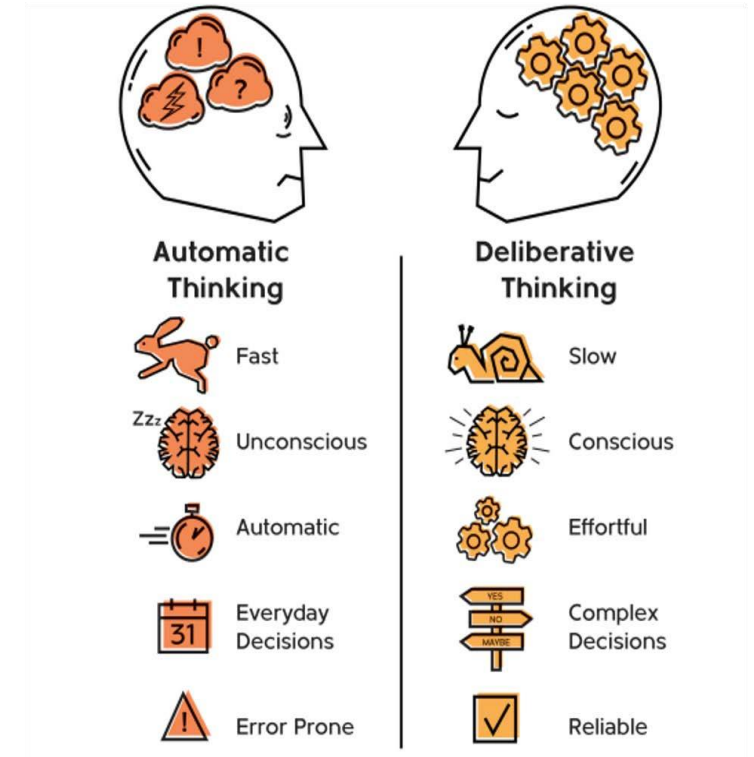 !
?
Automatic
Thinking
Fast
Zzz
Unconscious
Automatic
31
Everyday
Decisions
!
Error Prone
Deliberative
Thinking
Slow
Conscious
Effortful
YES
NO
MAYBE
Complex
Decisions
Reliable